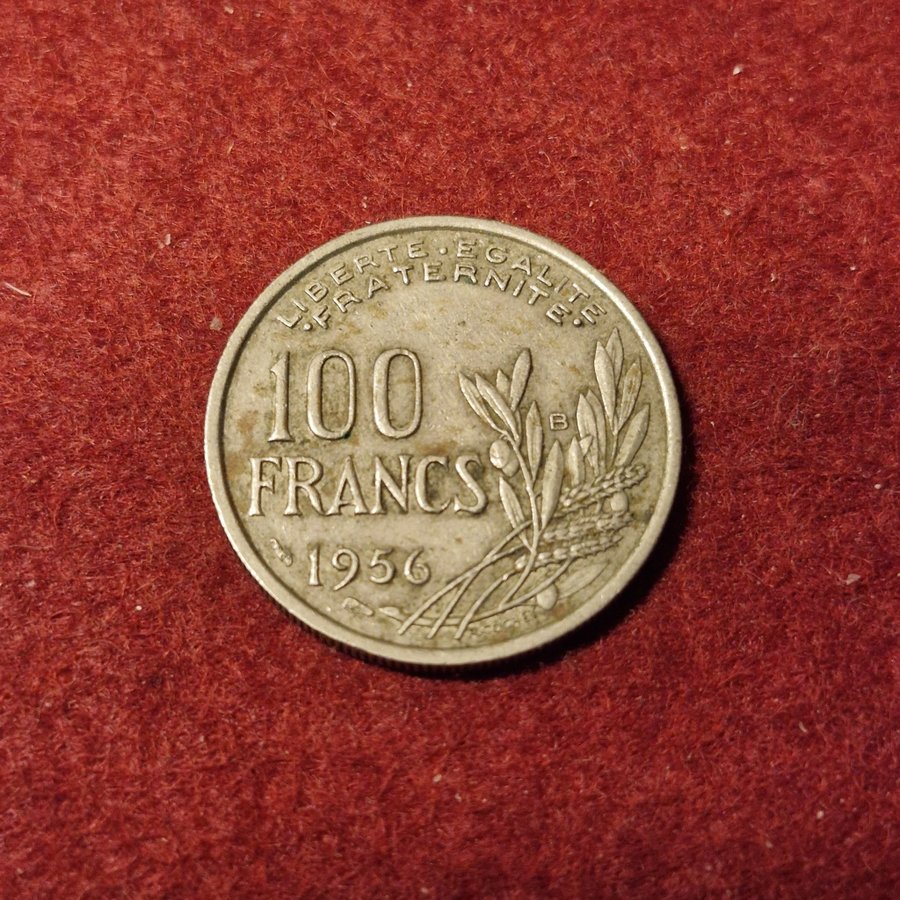 LIBERTE · EGALITE
· FRATERNITE ·
100
B
FRANCS
1956